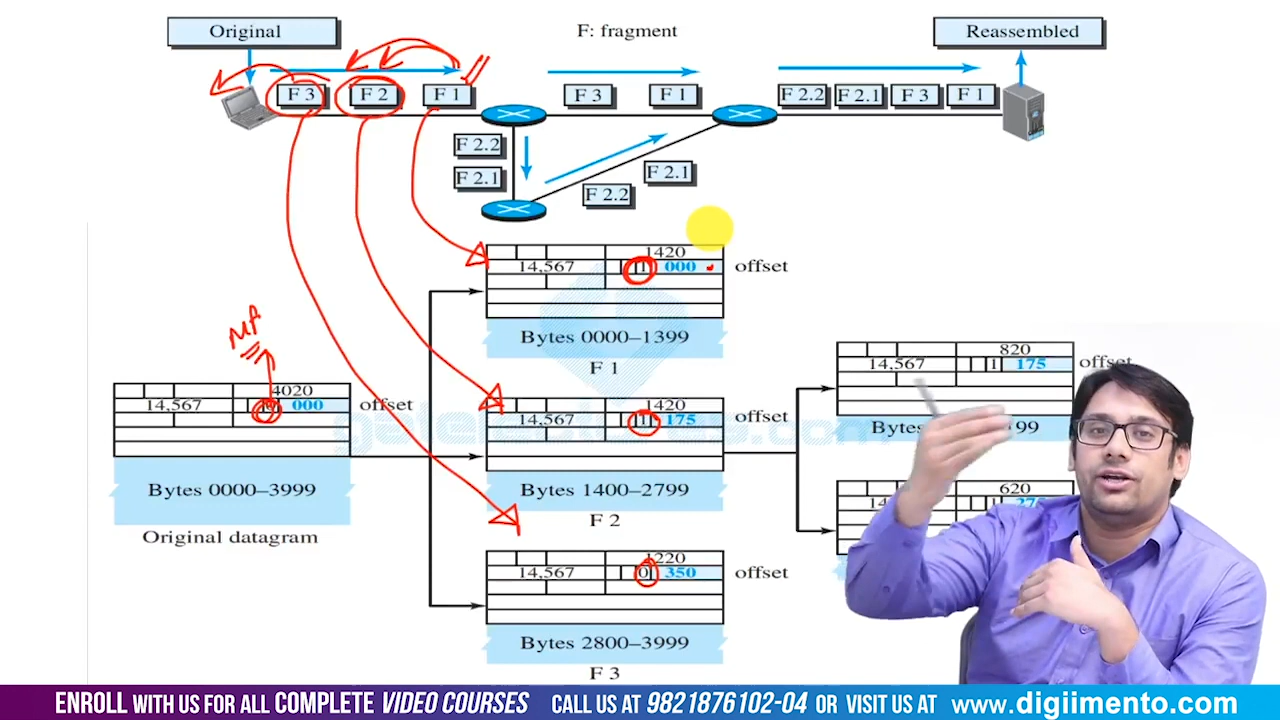 Original
F: fragment
Reassembled
F 3
F 2
F 1
F 3
F 1
F 2.2
F 2.1
F 3
F 1
F 2.2
F 2.1
F 2.1
F 2.2
1420
14,567
1
000
offset
Bytes 0000–1399
F 1
MF
4020
14,567
000
offset
Bytes 0000–3999
Original datagram
1420
14,567
1
175
offset
Bytes 1400–2799
F 2
820
14,567
1
175
offset
620
1
1220
14,567
0
350
offset
Bytes 2800–3999
F 3
ENROLL WITH US FOR ALL COMPLETE VIDEO COURSES CALL US AT 9821876102-04 OR VISIT US AT www.digiimento.com